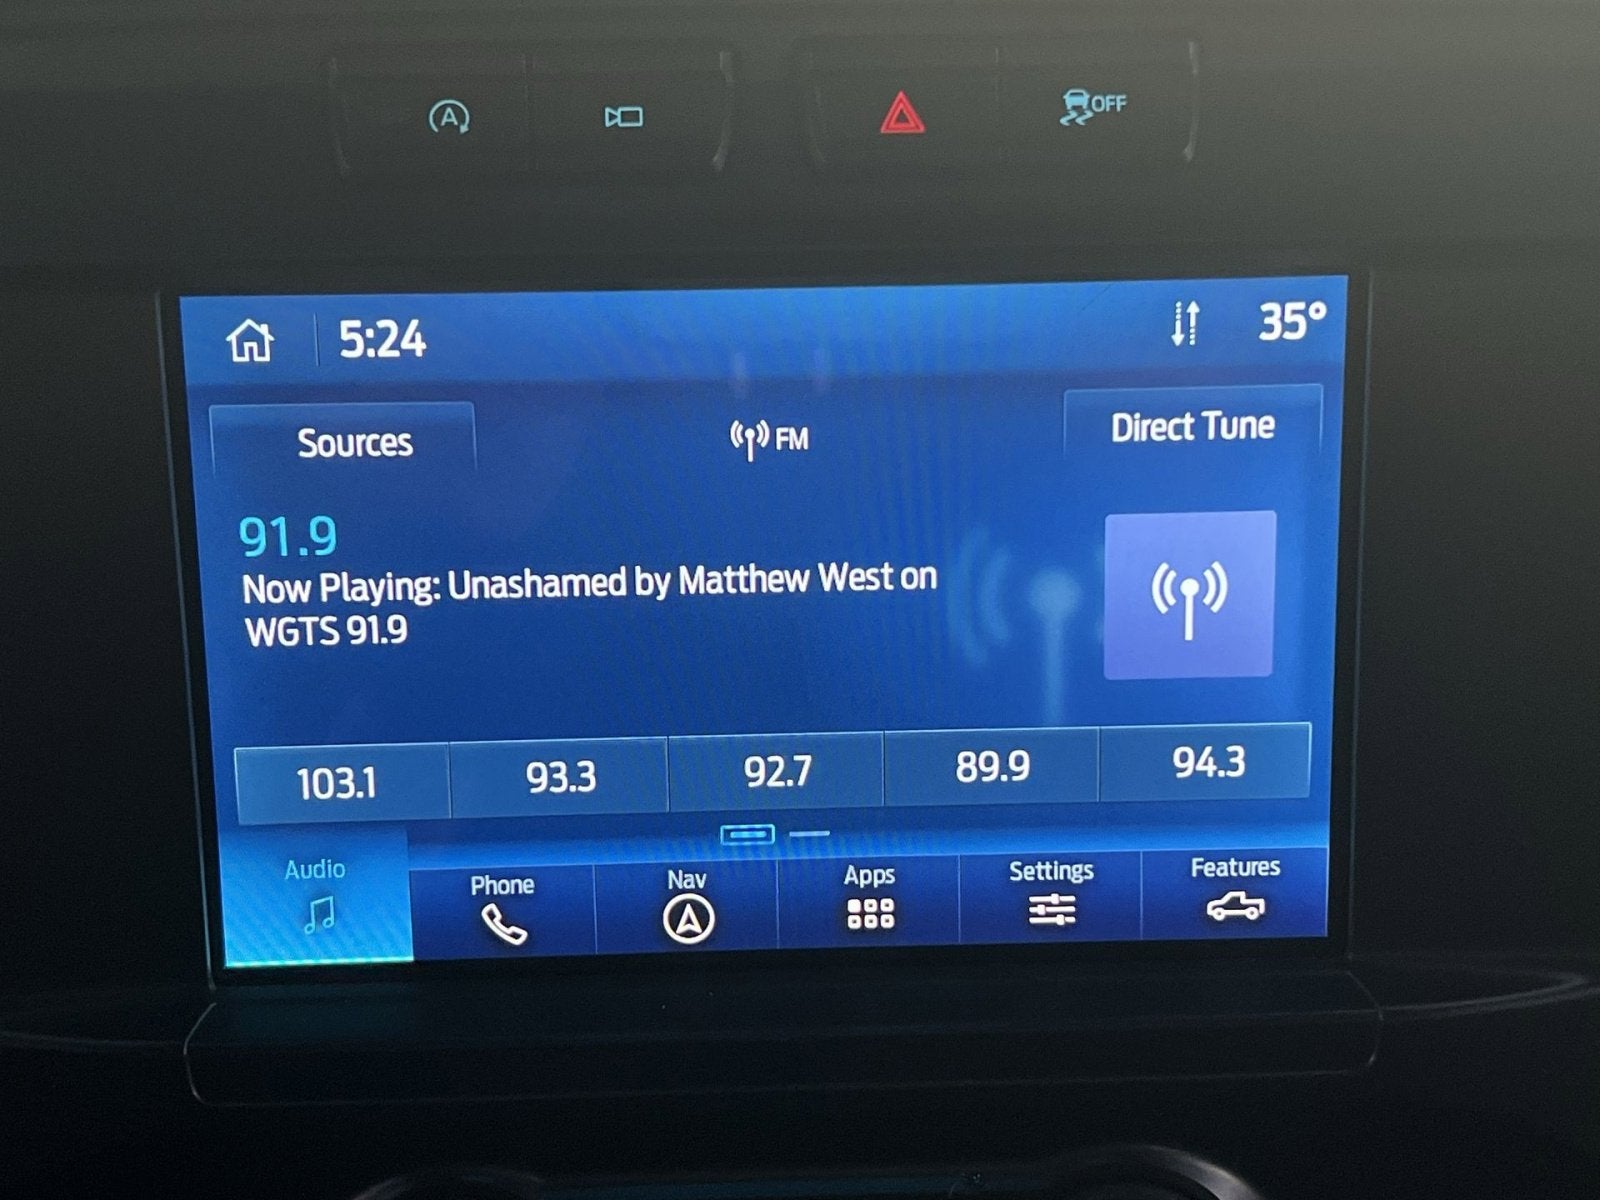 A
OFF
5:24
35°
Sources
FM
Direct Tune
91.9
Now Playing: Unashamed by Matthew West on
WGTS 91.9
103.1
93.3
92.7
89.9
94.3
Audio
Phone
Nav
Apps
Settings
Features